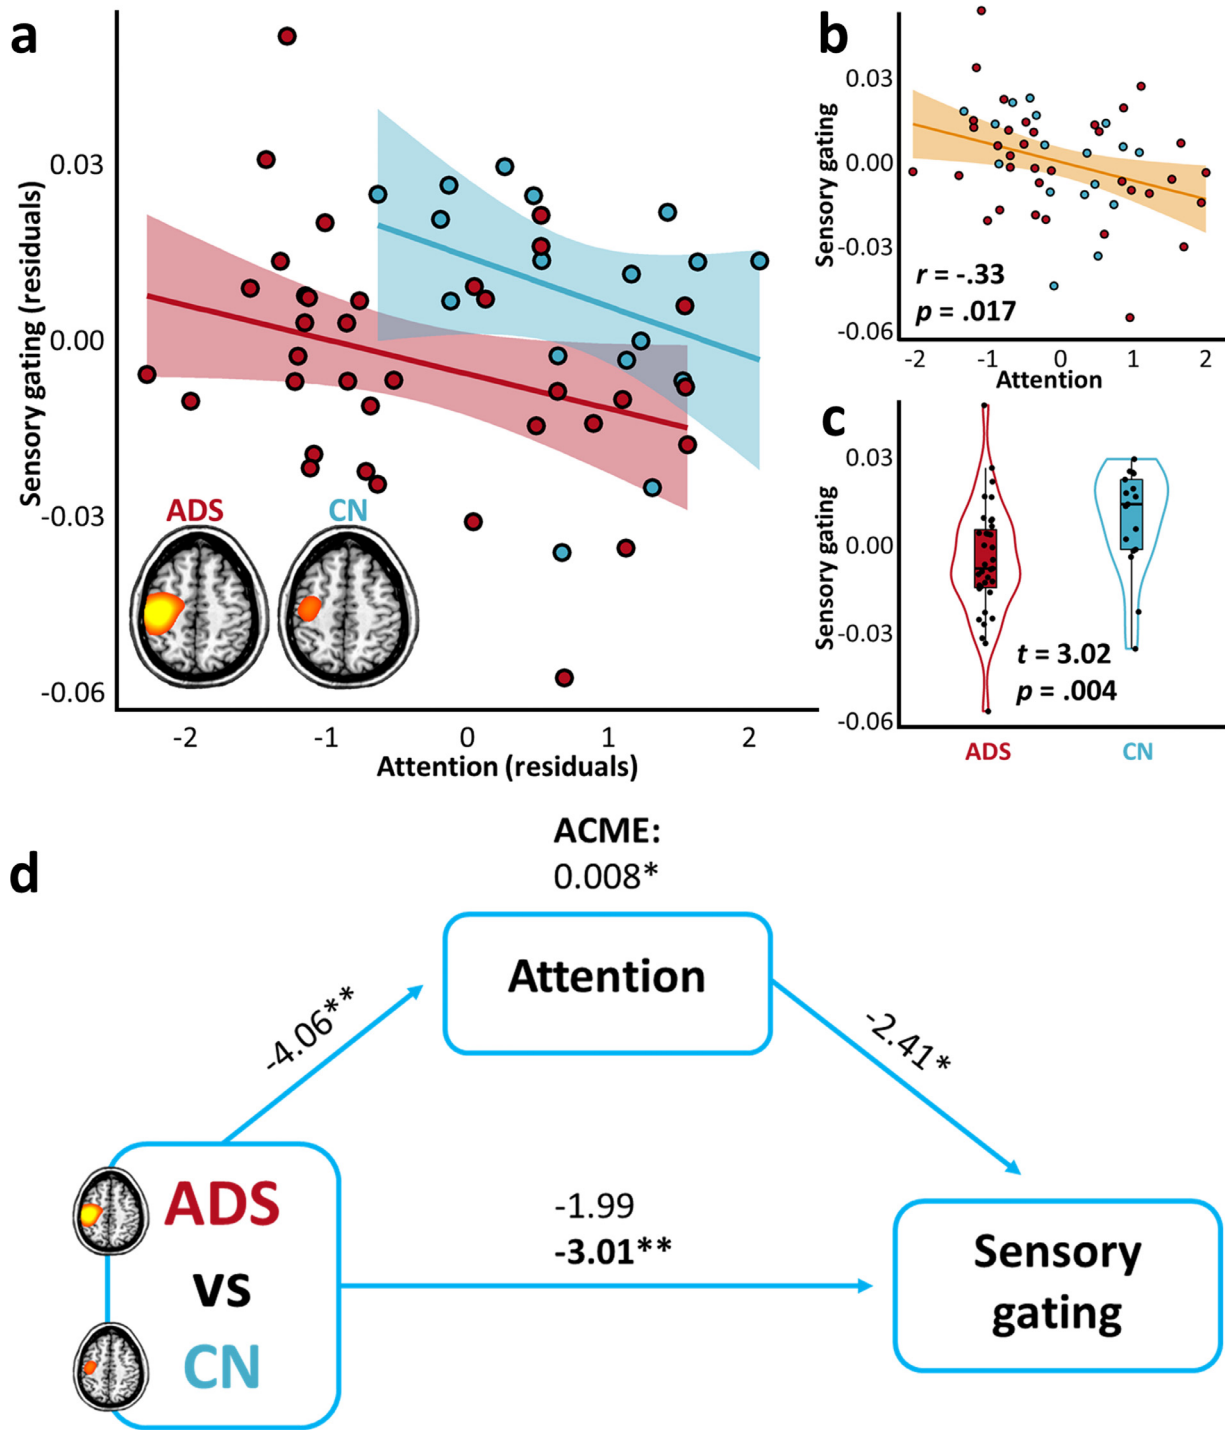 a
Sensory gating (residuals)
0.03
0.00
-0.03
-0.06
ADS
CN
-2
-1
0
1
2
Attention (residuals)
b
Sensory gating
0.03
0.00
-0.03
-0.06
r = -.33
p = .017
-2
-1
0
1
2
Attention
c
Sensory gating
0.03
0.00
-0.03
-0.06
t = 3.02
p = .004
ADS
CN
d
ACME:
0.008*
Attention
-4.06**
-2.41*
ADS
vs
CN
-1.99
-3.01**
Sensory
gating